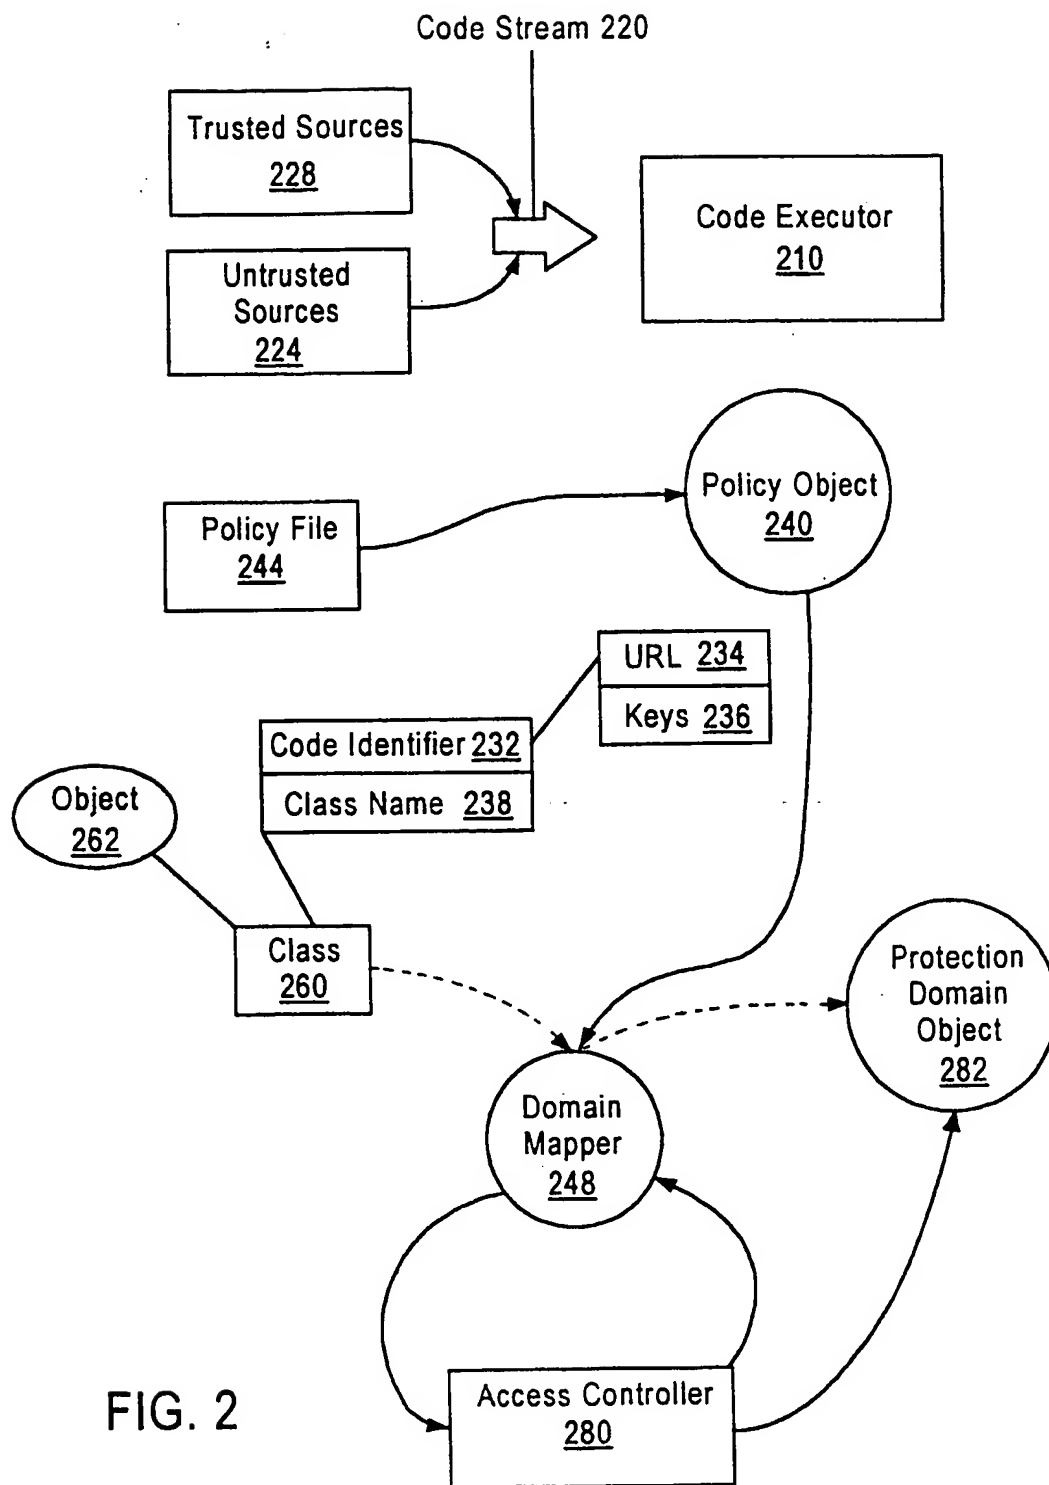 Code Stream 220
Trusted Sources
228
Untrusted
Sources
224
Code Executor
210
Policy Object
240
Policy File
244
URL 234
Keys 236
Code Identifier 232
Class Name 238
Object
262
Class
260
Protection
Domain
Object
282
Domain
Mapper
248
Access Controller
280
FIG. 2